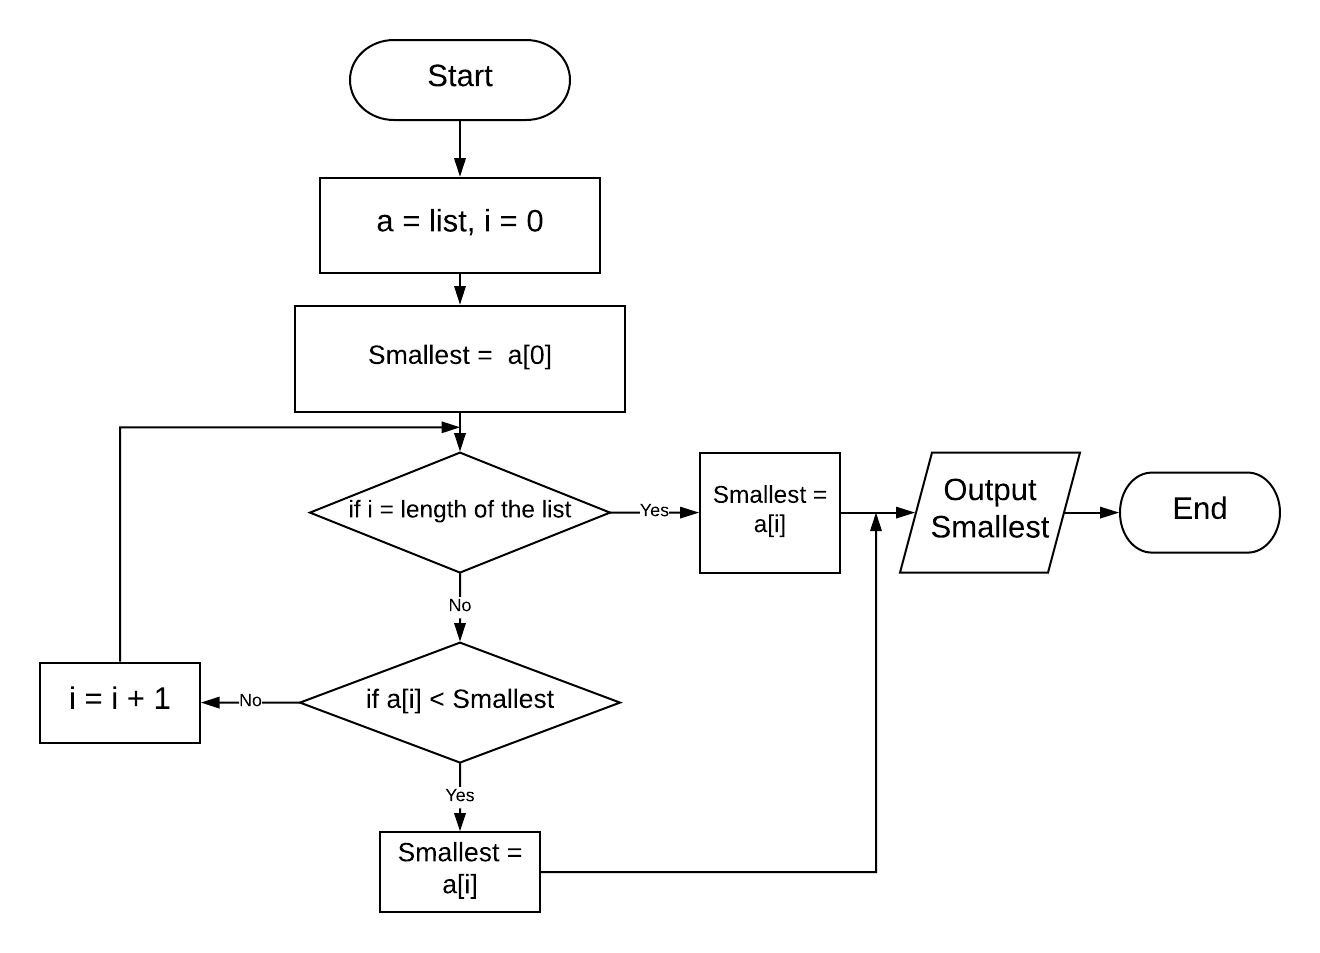 Start
a = list, i = 0
Smallest =  a[0]
if i = length of the list
Yes
Smallest =
a[i]
Output
Smallest
End
No
if a[i] < Smallest
No
i = i + 1
Yes
Smallest =
a[i]